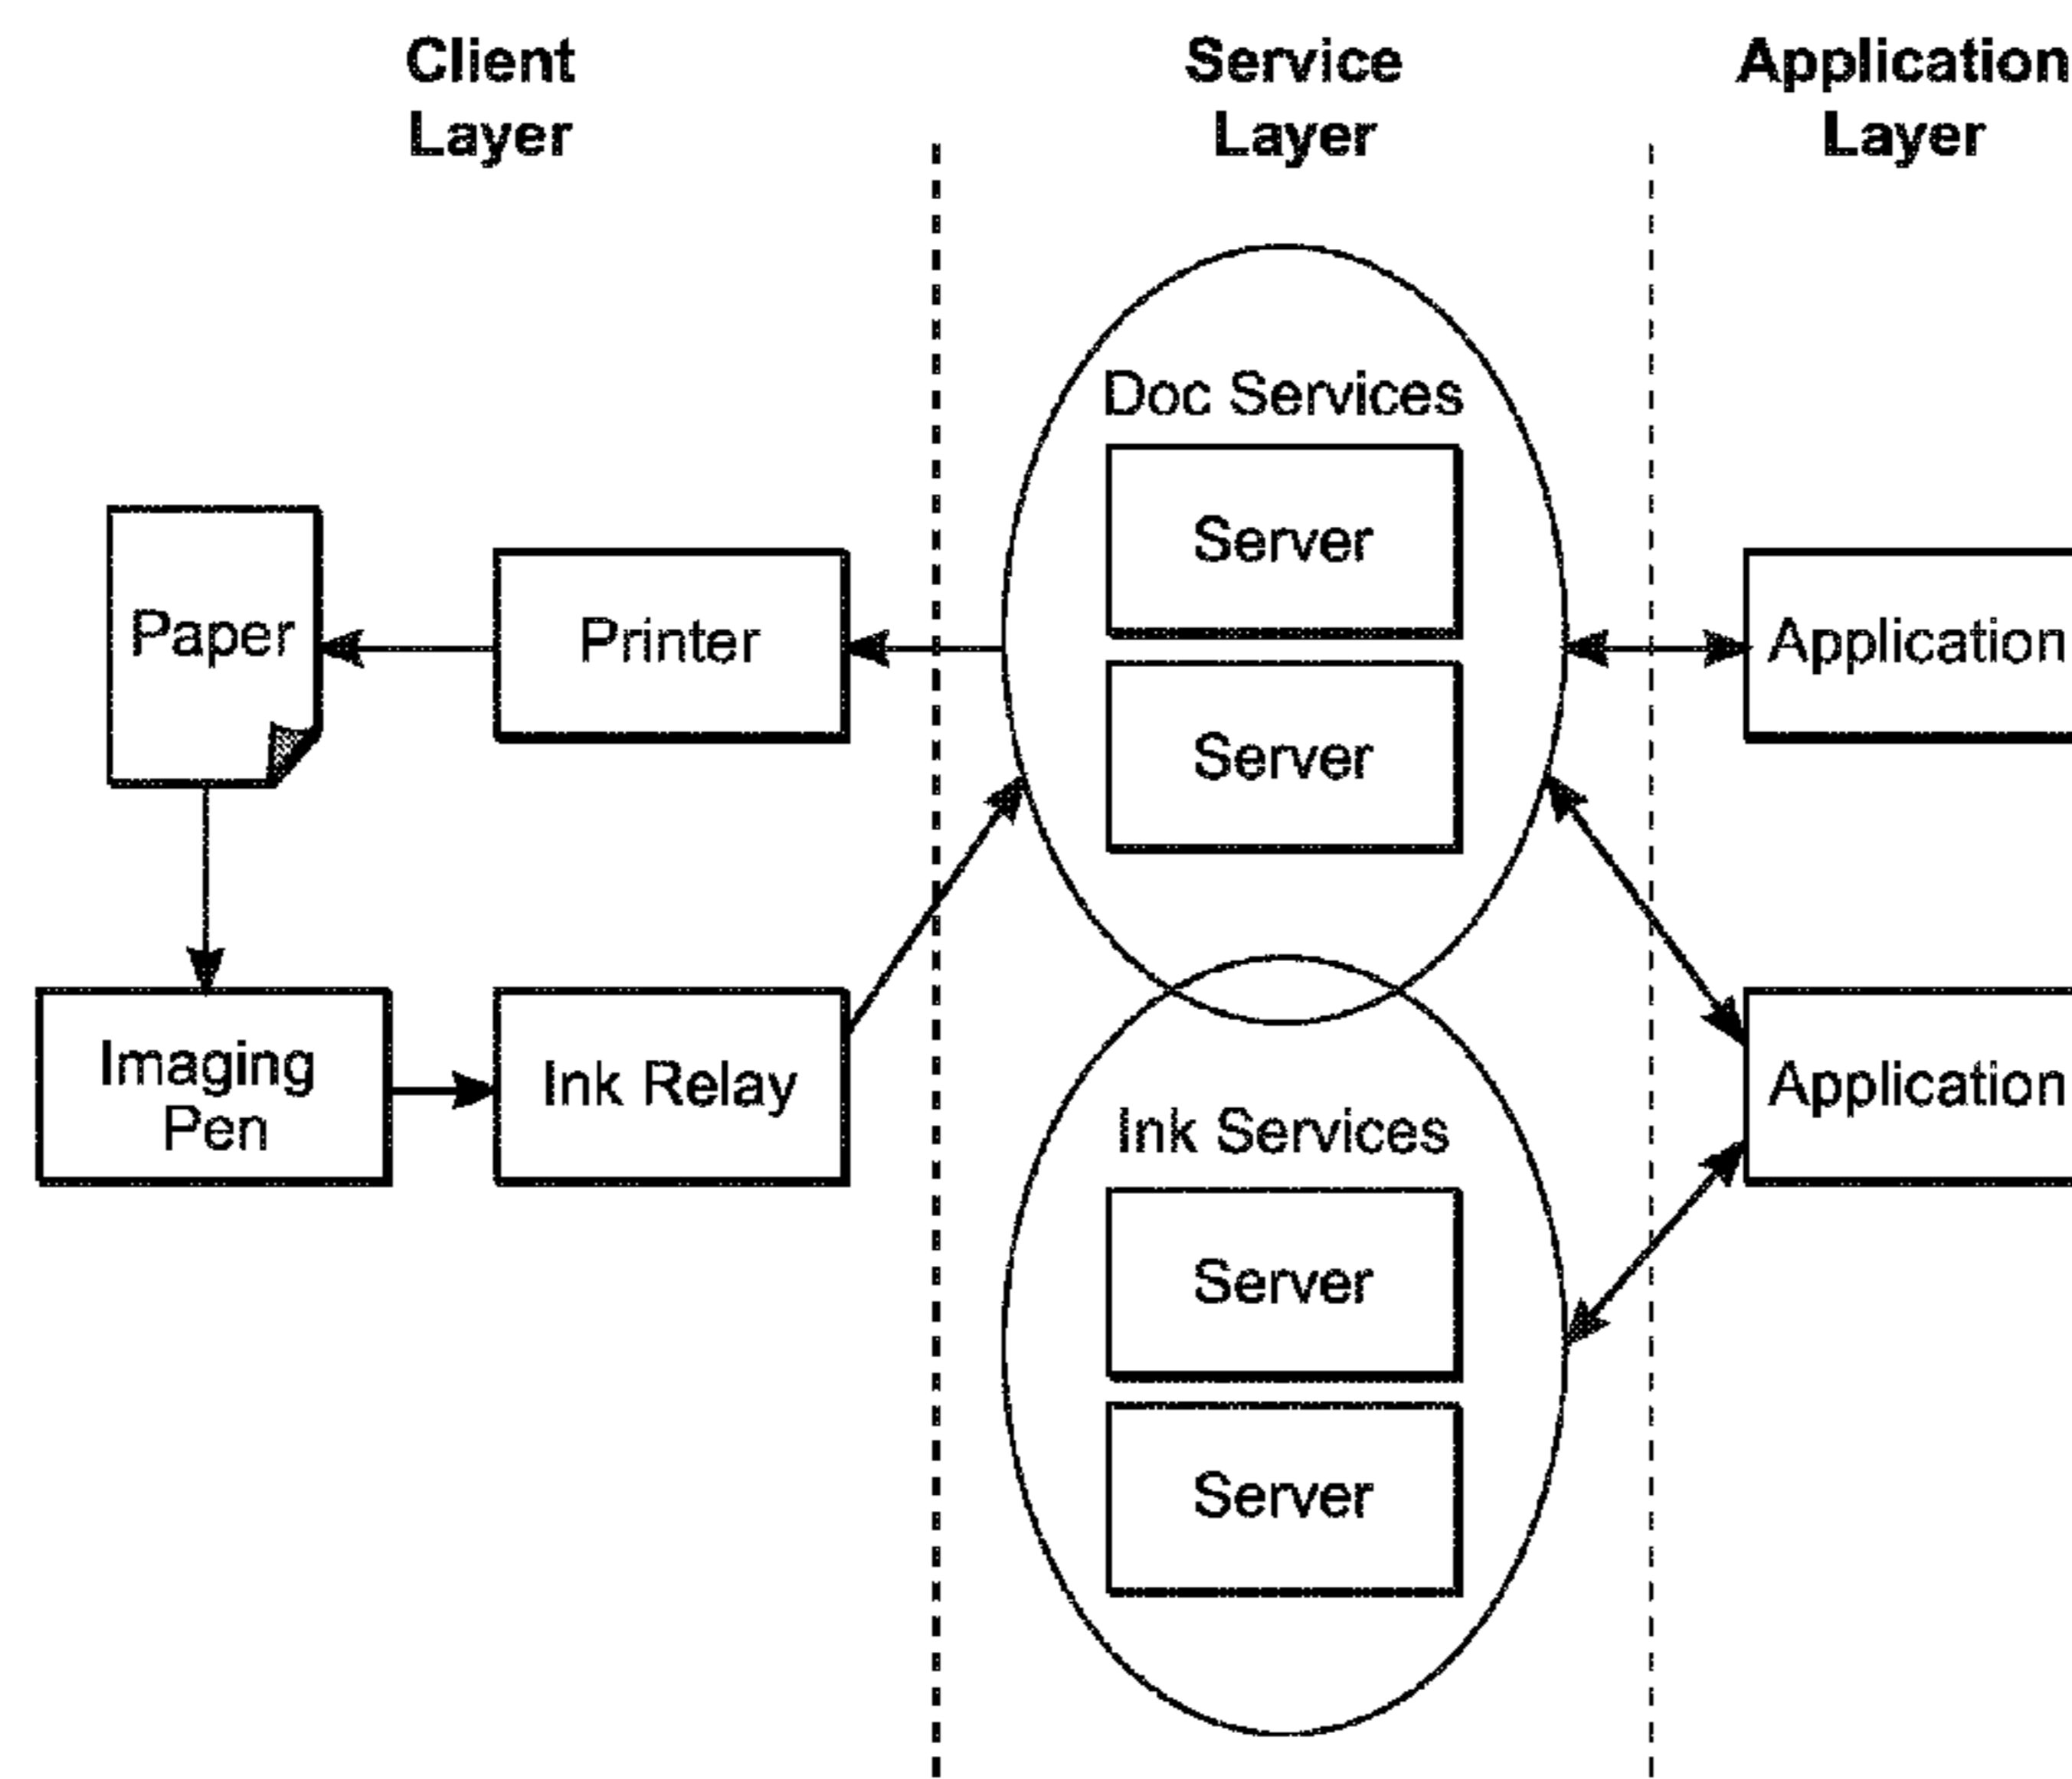 Client
Layer
Service
Layer
Application
Layer
Doc Services
Server
Server
Paper
Printer
Application
Imaging
Pen
Ink Relay
Application
Ink Services
Server
Server